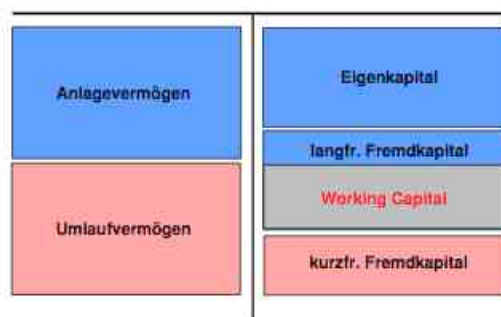 Anlagevermögen
Umlaufvermögen
Eigenkapital
langfr. Fremdkapital
Working Capital
kurzfr. Fremdkapital